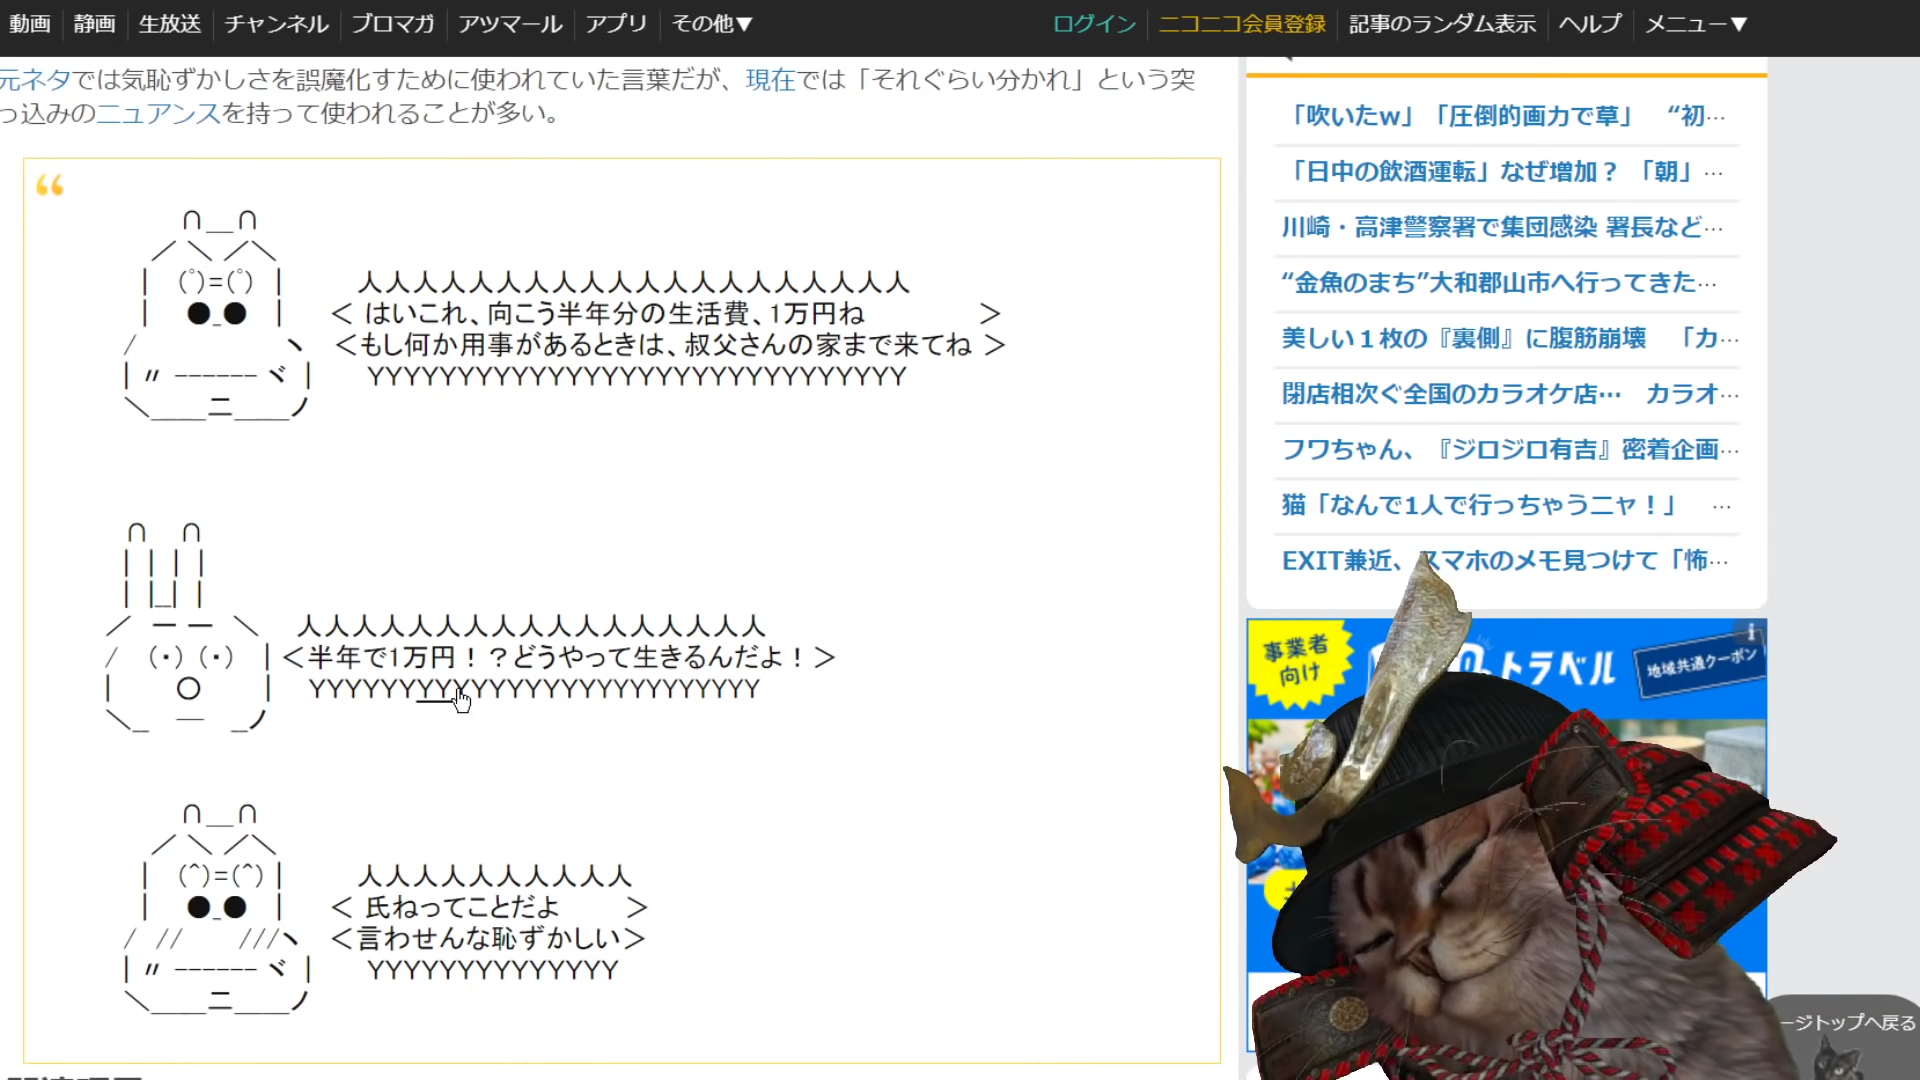 動画 静画 生放送 チャンネル ブロマガ アツマール アプリ その他▼ ログイン ニコニコ会員登録 記事のランダム表示 ヘルプ メニュー▼
元ネタでは気恥ずかしさを誤魔化すために使われていた言葉だが、現在では「それぐらい分かれ」という突
っ込みのニュアンスを持って使われることが多い。
人人人人人人人人人人人人人人人人人人人人
＜ はいこれ、向こう半年分の生活費、1万円ね ＞
＜もし何か用事があるときは、叔父さんの家まで来てね ＞
YYYYYYYYYYYYYYYYYYYYYYYYYYYYYY
人人人人人人人人人人人人人人人人人
＜半年で1万円！？どうやって生きるんだよ！＞
YYYYYYYYYYYYYYYYYYYYYYYYY
人人人人人人人人人人
＜ 氏ねってことだよ ＞
＜言わせんな恥ずかしい＞
YYYYYYYYYYYYYY
「吹いたw」「圧倒的画力で草」 “初…
「日中の飲酒運転」なぜ増加？ 「朝」…
川崎・高津警察署で集団感染 署長など…
“金魚のまち”大和郡山市へ行ってきた…
美しい１枚の『裏側』に腹筋崩壊 「カ…
閉店相次ぐ全国のカラオケ店… カラオ…
フワちゃん、『ジロジロ有吉』密着企画…
猫「なんで1人で行っちゃうニャ！」 …
EXIT兼近、スマホのメモ見つけて「怖…
事業者
向け
トラベル
地域共通クーポン
ージトップへ戻る